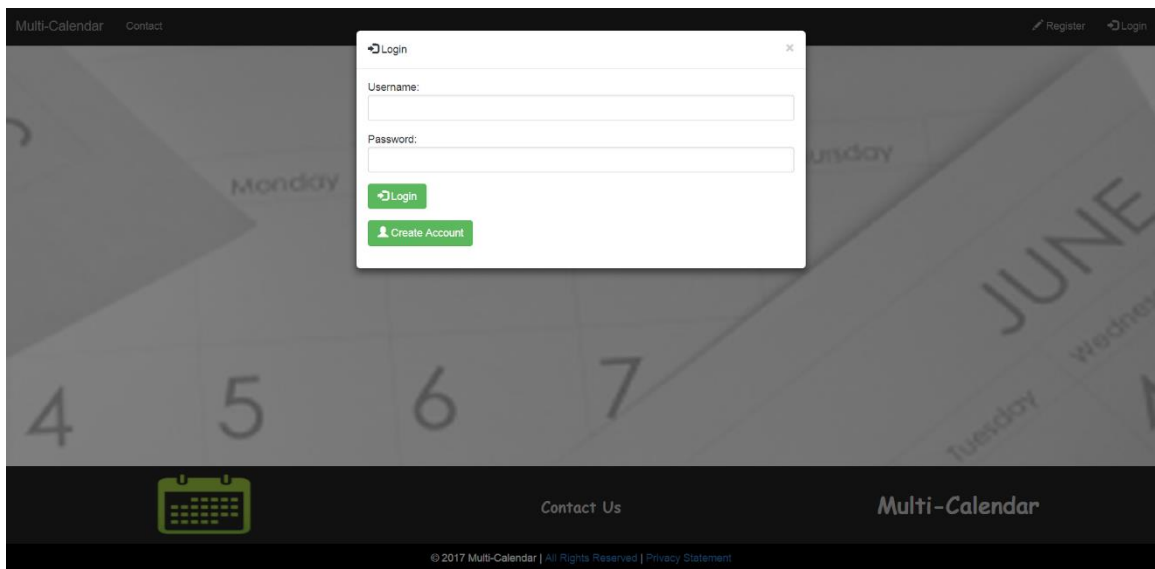 Multi-Calendar Contact Register Login
Login ×
Username:
Password:
Login
Create Account
Monday
unday
JUNE
Wednes
Tuesday
4 5 6 7
Contact Us
Multi-Calendar
© 2017 Multi-Calendar | All Rights Reserved | Privacy Statement